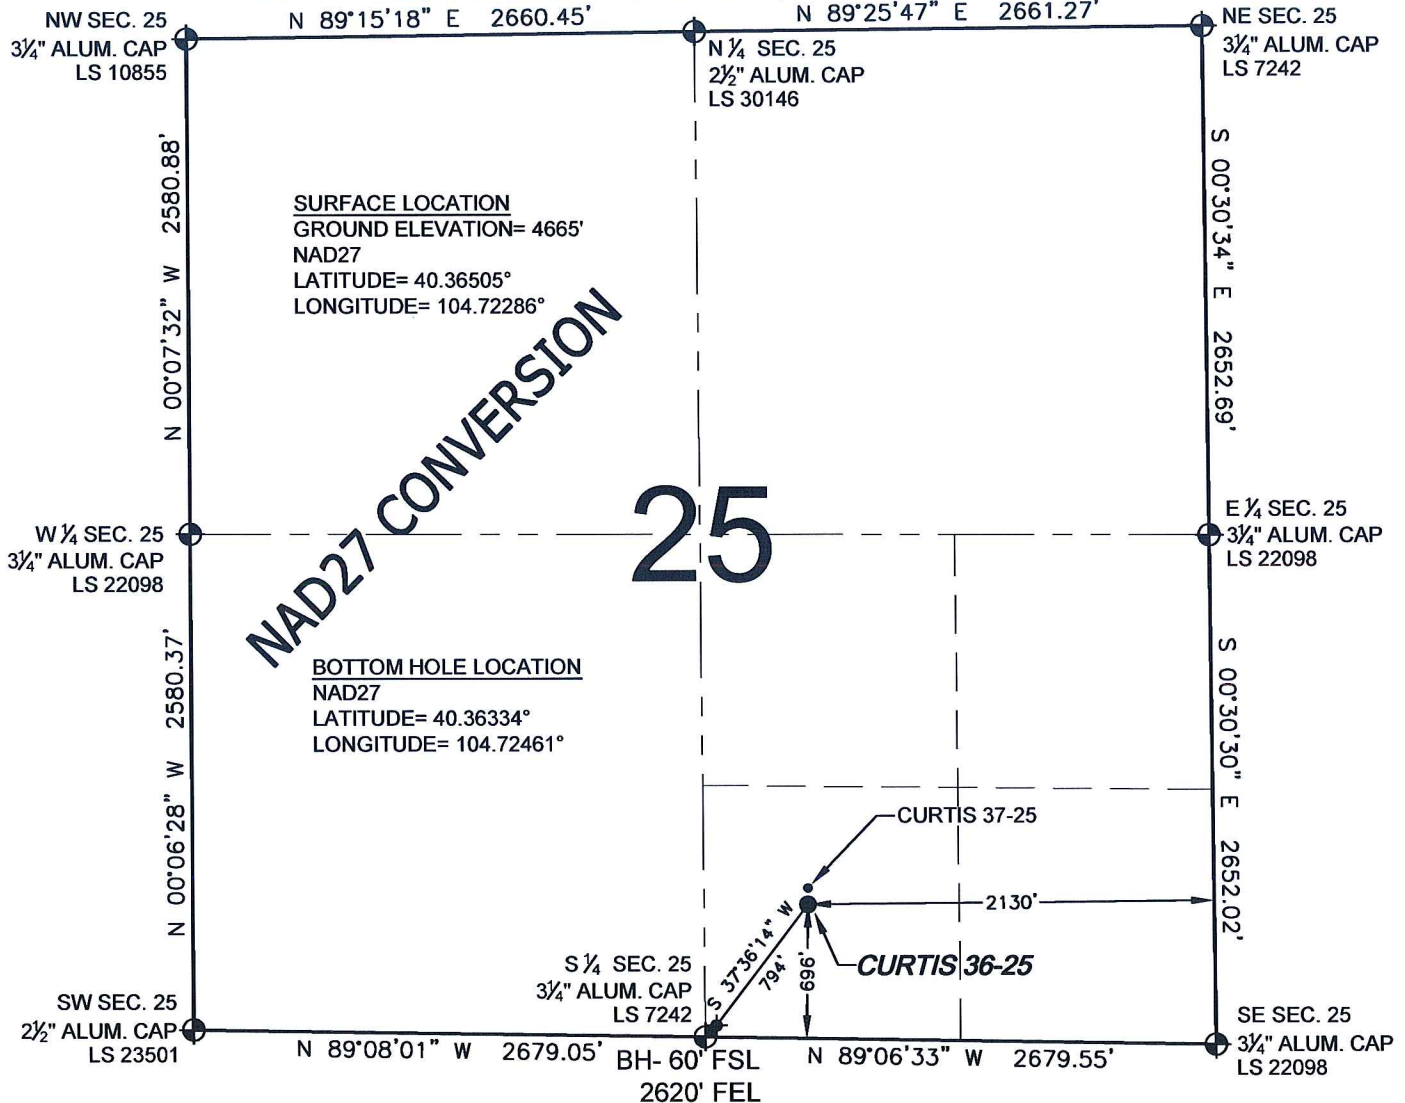 NW SEC. 25
3¼" ALUM. CAP
LS 10855
N 89°15'18" E 2660.45'
N ¼ SEC. 25
2½" ALUM. CAP
LS 30146
N 89°25'47" E 2661.27'
NE SEC. 25
3¼" ALUM. CAP
LS 7242
N 00°07'32" W 2580.88'
SURFACE LOCATION
GROUND ELEVATION= 4665'
NAD27
LATITUDE= 40.36505°
LONGITUDE= 104.72286°
S 00°30'34" E 2652.69'
NAD27 CONVERSION
25
W ¼ SEC. 25
3¼" ALUM. CAP
LS 22098
E ¼ SEC. 25
3¼" ALUM. CAP
LS 22098
N 00°06'28" W 2580.37'
BOTTOM HOLE LOCATION
NAD27
LATITUDE= 40.36334°
LONGITUDE= 104.72461°
S 00°30'30" E 2652.02'
CURTIS 37-25
2130'
CURTIS 36-25
S 37°36'14" W
794'
699'
S ¼ SEC. 25
3¼" ALUM. CAP
LS 7242
SW SEC. 25
2½" ALUM. CAP
LS 23501
N 89°08'01" W 2679.05'
BH- 60' FSL
2620' FEL
N 89°06'33" W 2679.55'
SE SEC. 25
3¼" ALUM. CAP
LS 22098